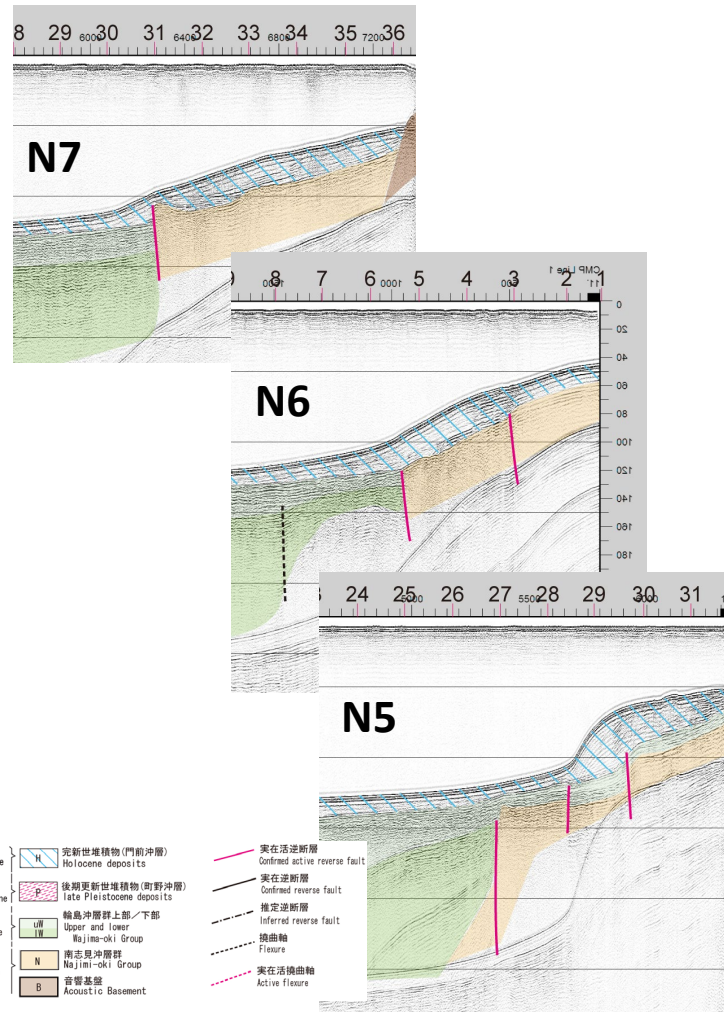 8 29 30 31 32 33 34 35 36
6000 6400 6800 7200
N7
9 8 7 6 5 4 3 2 1
1500 1000 500 CMP Line 1
0
20
40
60
80
100
120
140
160
180
N6
24 25 26 27 28 29 30 31
5000 5500 6000
N5
H 完新世堆積物(門前沖層)
Holocene deposits
P 後期更新世堆積物(町野沖層)
late Pleistocene deposits
uW 輪島沖層群上部/下部
lW Upper and lower
Wajima-oki Group
N 南志見沖層群
Najimi-oki Group
B 音響基盤
Acoustic Basement
実在活逆断層
Confirmed active reverse fault
実在逆断層
Confirmed reverse fault
推定逆断層
Inferred reverse fault
撓曲軸
Flexure
実在活撓曲軸
Active flexure